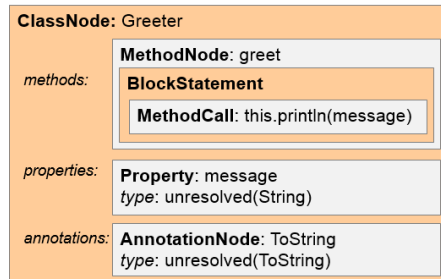 ClassNode: Greeter
MethodNode: greet
methods:
BlockStatement
MethodCall: this.println(message)
properties:
Property: message
type: unresolved(String)
annotations:
AnnotationNode: ToString
type: unresolved(ToString)